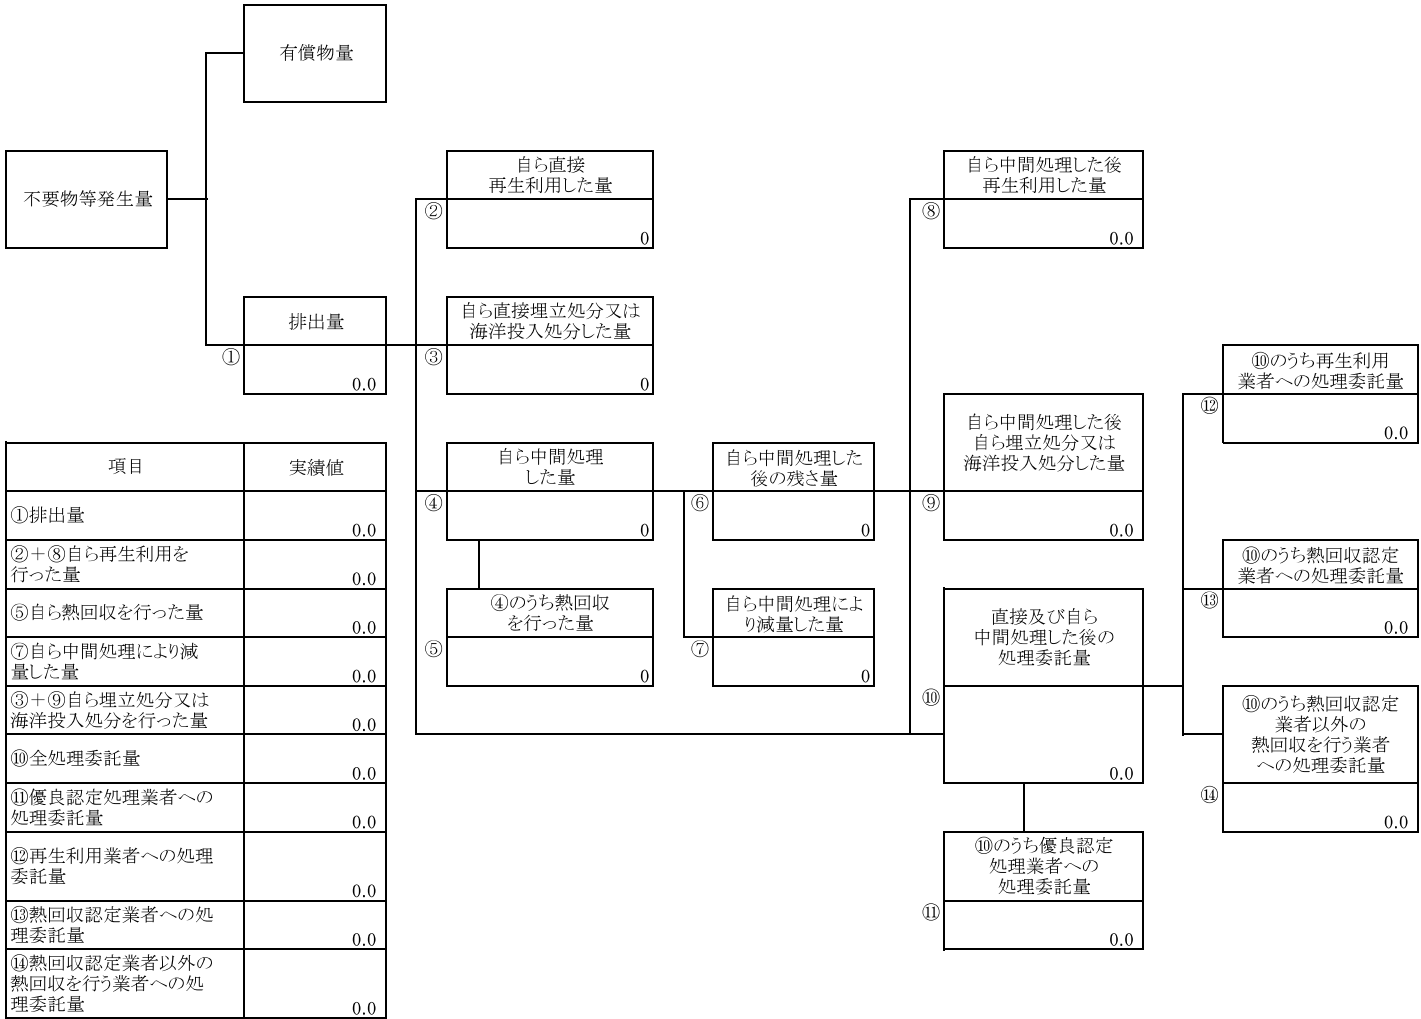 有償物量
不要物等発生量
排出量
①
0.0
自ら直接
再生利用した量
②
0
自ら直接埋立処分又は
海洋投入処分した量
③
0
自ら中間処理
した量
④
0
④のうち熱回収
を行った量
⑤
0
自ら中間処理した
後の残さ量
⑥
0
自ら中間処理によ
り減量した量
⑦
0
自ら中間処理した後
再生利用した量
⑧
0.0
自ら中間処理した後
自ら埋立処分又は
海洋投入処分した量
⑨
0.0
直接及び自ら
中間処理した後の
処理委託量
⑩
0.0
⑩のうち優良認定
処理業者への
処理委託量
⑪
0.0
⑩のうち再生利用
業者への処理委託量
⑫
0.0
⑩のうち熱回収認定
業者への処理委託量
⑬
0.0
⑩のうち熱回収認定
業者以外の
熱回収を行う業者
への処理委託量
⑭
0.0
項目 実績値
①排出量
0.0
②＋⑧自ら再生利用を
行った量
0.0
⑤自ら熱回収を行った量
0.0
⑦自ら中間処理により減
量した量
0.0
③＋⑨自ら埋立処分又は
海洋投入処分を行った量
0.0
⑩全処理委託量
0.0
⑪優良認定処理業者への
処理委託量
0.0
⑫再生利用業者への処理
委託量
0.0
⑬熱回収認定業者への処
理委託量
0.0
⑭熱回収認定業者以外の
熱回収を行う業者への処
理委託量
0.0